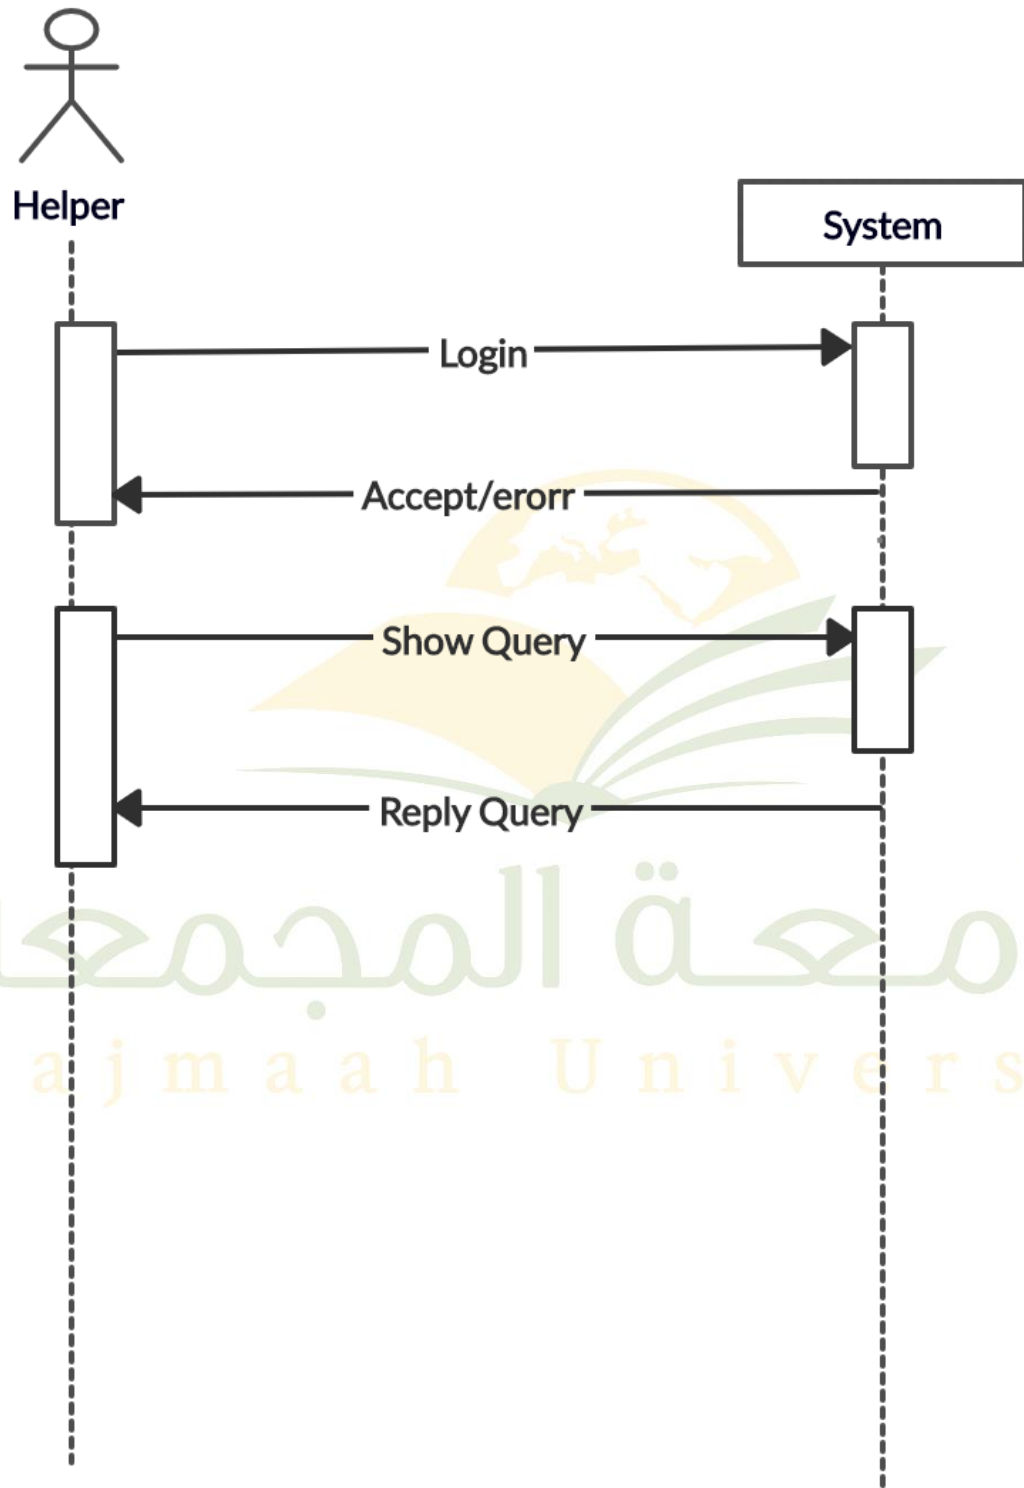 Helper
System
Login
Accept/erorr
Show Query
Reply Query
معة المجمع
ajmaah Univers